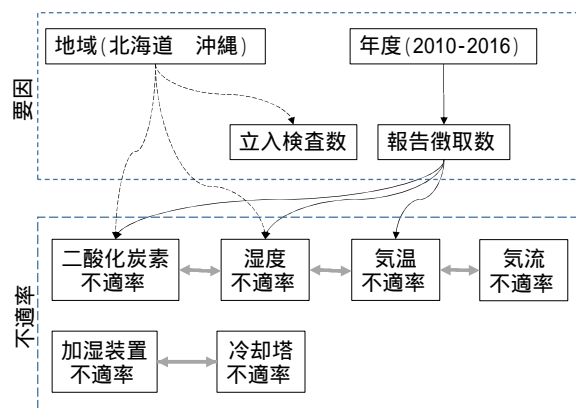 地域(北海道　沖縄)
年度(2010-2016)
要因
立入検査数
報告徴取数
二酸化炭素
不適率
湿度
不適率
気温
不適率
気流
不適率
不適率
加湿装置
不適率
冷却塔
不適率